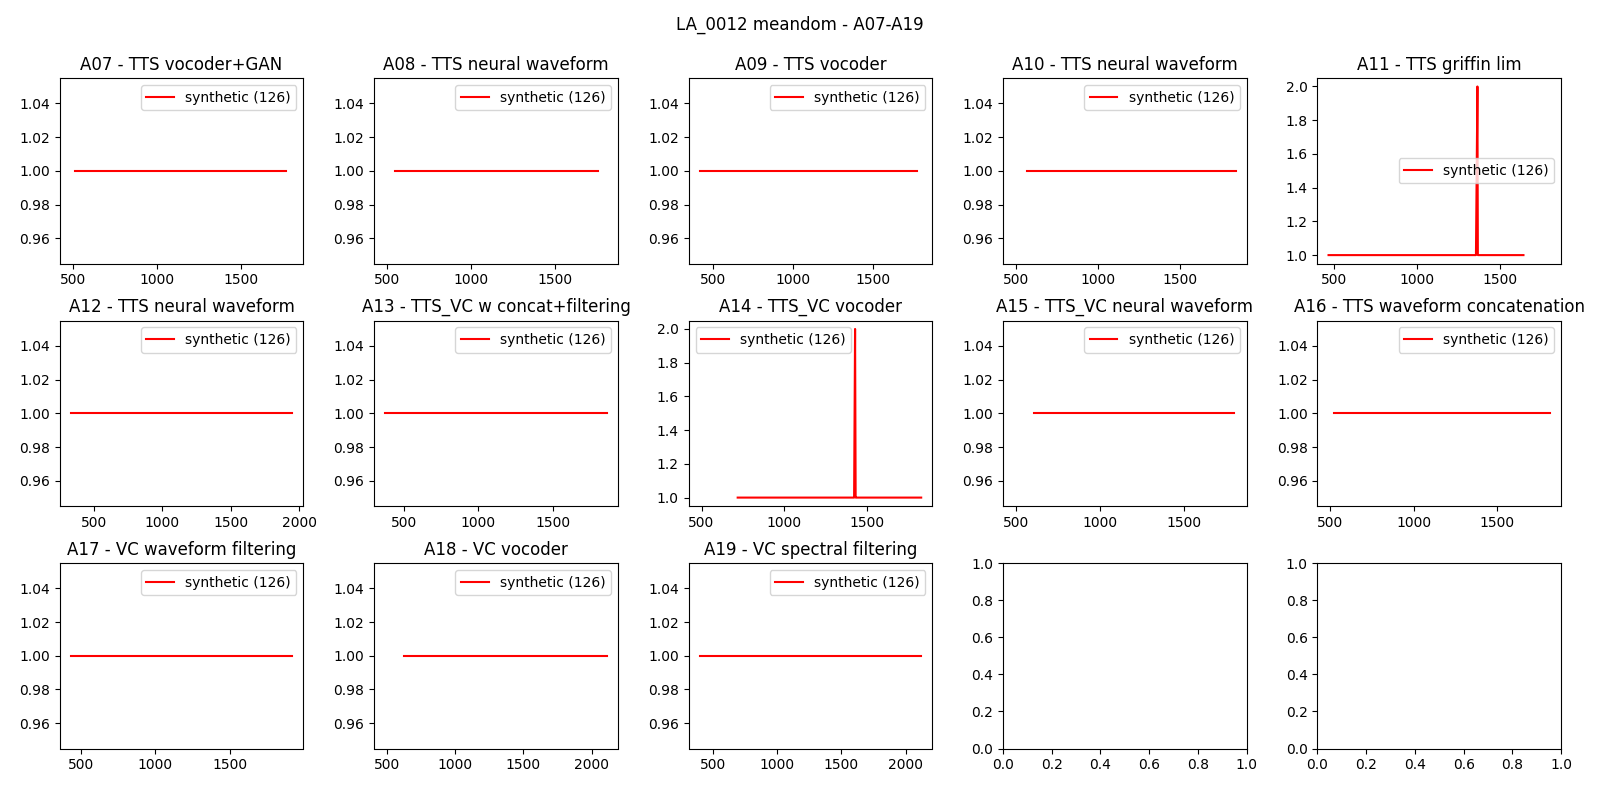 LA_0012 meandom - A07-A19
A07 - TTS vocoder+GAN
synthetic (126)
1.04
1.02
1.00
0.98
0.96
500 1000 1500
A08 - TTS neural waveform
synthetic (126)
1.04
1.02
1.00
0.98
0.96
500 1000 1500
A09 - TTS vocoder
synthetic (126)
1.04
1.02
1.00
0.98
0.96
500 1000 1500
A10 - TTS neural waveform
synthetic (126)
1.04
1.02
1.00
0.98
0.96
500 1000 1500
A11 - TTS griffin lim
synthetic (126)
2.0
1.8
1.6
1.4
1.2
1.0
500 1000 1500
A12 - TTS neural waveform
synthetic (126)
1.04
1.02
1.00
0.98
0.96
500 1000 1500 2000
A13 - TTS_VC w concat+filtering
synthetic (126)
1.04
1.02
1.00
0.98
0.96
500 1000 1500
A14 - TTS_VC vocoder
synthetic (126)
2.0
1.8
1.6
1.4
1.2
1.0
500 1000 1500
A15 - TTS_VC neural waveform
synthetic (126)
1.04
1.02
1.00
0.98
0.96
500 1000 1500
A16 - TTS waveform concatenation
synthetic (126)
1.04
1.02
1.00
0.98
0.96
500 1000 1500
A17 - VC waveform filtering
synthetic (126)
1.04
1.02
1.00
0.98
0.96
500 1000 1500
A18 - VC vocoder
synthetic (126)
1.04
1.02
1.00
0.98
0.96
500 1000 1500 2000
A19 - VC spectral filtering
synthetic (126)
1.04
1.02
1.00
0.98
0.96
500 1000 1500 2000
1.0
0.8
0.6
0.4
0.2
0.0
0.0 0.2 0.4 0.6 0.8 1.0
1.0
0.8
0.6
0.4
0.2
0.0
0.0 0.2 0.4 0.6 0.8 1.0